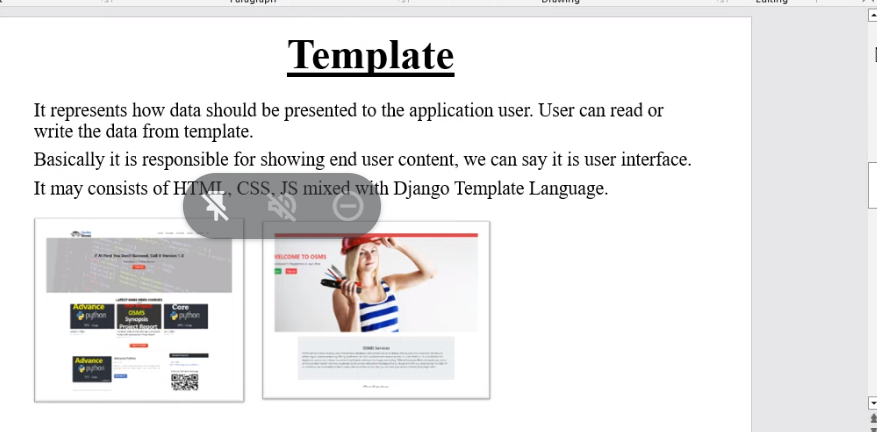 Paragraph
Drawing
Editing
Template
It represents how data should be presented to the application user. User can read or
write the data from template.
Basically it is responsible for showing end user content, we can say it is user interface.
It may consists of HTML, CSS, JS mixed with Django Template Language.
If At First You Don't Succeed, Call it Version 1.0
Advance
python
OSMS
Synopsis
Project Report
Core
python
Advance
python
WELCOME TO OSMS
OSMS Services